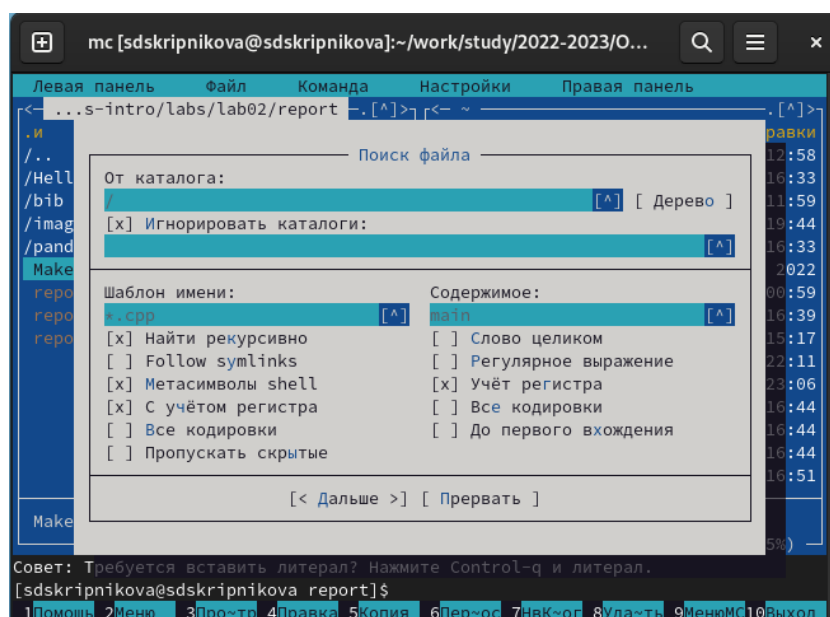 mc [sdskripnikova@sdskripnikova]:~/work/study/2022-2023/O...
Левая панель Файл Команда Настройки Правая панель
...s-intro/labs/lab02/report .[^]> <— ~ .[^]>
.и равки
/.. 12:58
/Hell 16:33
/bib 11:59
/imag 19:44
/pand 16:33
Make 2022
repo 00:59
repo 16:39
repo 15:17
22:11
23:06
16:44
16:44
16:44
16:51
Make
5%)
Поиск файла
От каталога:
/ [^] [ Дерево ]
[x] Игнорировать каталоги:
[^]
Шаблон имени: Содержимое:
*.cpp [^] main [^]
[x] Найти рекурсивно [ ] Слово целиком
[ ] Follow symlinks [ ] Регулярное выражение
[x] Метасимволы shell [x] Учёт регистра
[x] С учётом регистра [ ] Все кодировки
[ ] Все кодировки [ ] До первого вхождения
[ ] Пропускать скрытые
[< Дальше >] [ Прервать ]
Совет: Требуется вставить литерал? Нажмите Control-q и литерал.
[sdskripnikova@sdskripnikova report]$
1Помощь 2Меню 3Про~тр 4Правка 5Копия 6Пер~ос 7НвК~ог 8Уда~ть 9МенюMC 10Выход